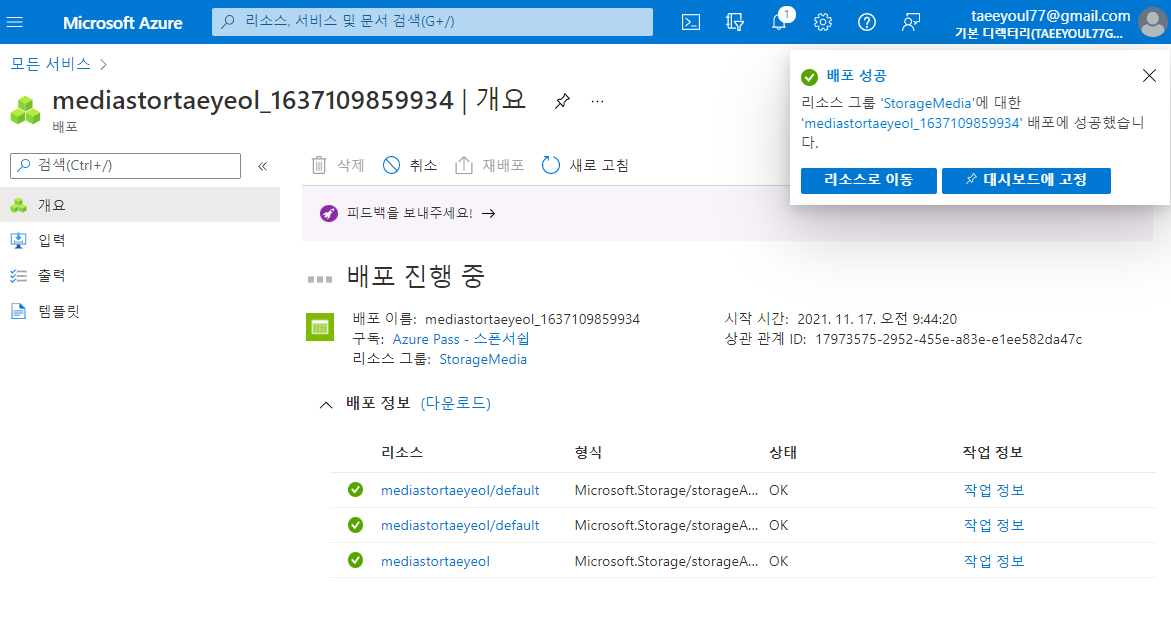 Microsoft Azure
리소스, 서비스 및 문서 검색(G+/)
1
taeeyoul77@gmail.com
기본 디렉터리(TAEEYOUL77G...
모든 서비스 >
mediastortaeyeol_1637109859934 | 개요
...
배포
배포 성공
리소스 그룹 'StorageMedia'에 대한
'mediastortaeyeol_1637109859934' 배포에 성공했습니
다.
리소스로 이동
대시보드에 고정
검색(Ctrl+/)
«
삭제
취소
재배포
새로 고침
개요
입력
출력
템플릿
피드백을 보내주세요! →
배포 진행 중
배포 이름: mediastortaeyeol_1637109859934
구독: Azure Pass - 스폰서쉽
리소스 그룹: StorageMedia
시작 시간: 2021. 11. 17. 오전 9:44:20
상관 관계 ID: 17973575-2952-455e-a83e-e1ee582da47c
배포 정보 (다운로드)
리소스 형식 상태 작업 정보
mediastortaeyeol/default Microsoft.Storage/storageA... OK 작업 정보
mediastortaeyeol/default Microsoft.Storage/storageA... OK 작업 정보
mediastortaeyeol Microsoft.Storage/storageA... OK 작업 정보